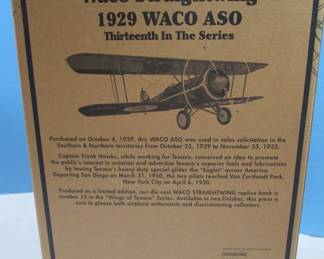 Waco Straightwing
1929 WACO ASO
Thirteenth In The Series
Purchased on October 6, 1929, this WACO ASO was used in sales solicitation in the
Southern & Northern territories from October 25, 1929 to November 25, 1932.
Captain Frank Hawks, while working for Texaco, conceived an idea to promote
the public's interest in aviation and advertise Texaco's superior fuels and lubrications
by towing Texaco's heavy duty special glider the "Eaglet" across America.
Departing San Diego on March 31, 1930, the two pilots reached Van Cortlandt Park,
New York City on April 6, 1930.
Produced as a limited edition, our die cast WACO STRAIGHTWING replica bank is
number 13 in the "Wings of Texaco" Series. Available in two finishes, this piece is
sure to please both airplane enthusiasts and discriminating collectors.